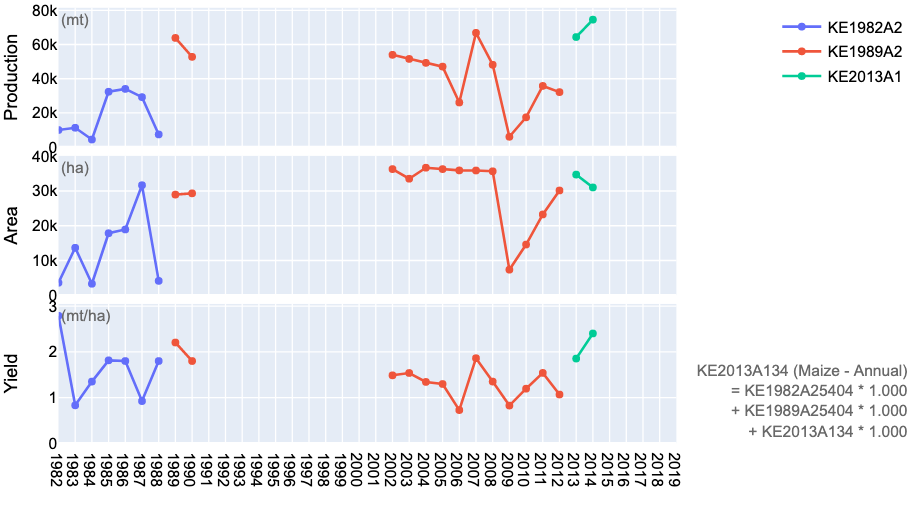 80k
(mt)
60k
40k
20k
0
Production
40k
(ha)
30k
20k
10k
0
Area
3
(mt/ha)
2
1
0
Yield
1982
1983
1984
1985
1986
1987
1988
1989
1990
1991
1992
1993
1994
1995
1996
1997
1998
1999
2000
2001
2002
2003
2004
2005
2006
2007
2008
2009
2010
2011
2012
2013
2014
2015
2016
2017
2018
2019
KE1982A2
KE1989A2
KE2013A1
KE2013A134 (Maize - Annual)
= KE1982A25404 * 1.000
+ KE1989A25404 * 1.000
+ KE2013A134 * 1.000